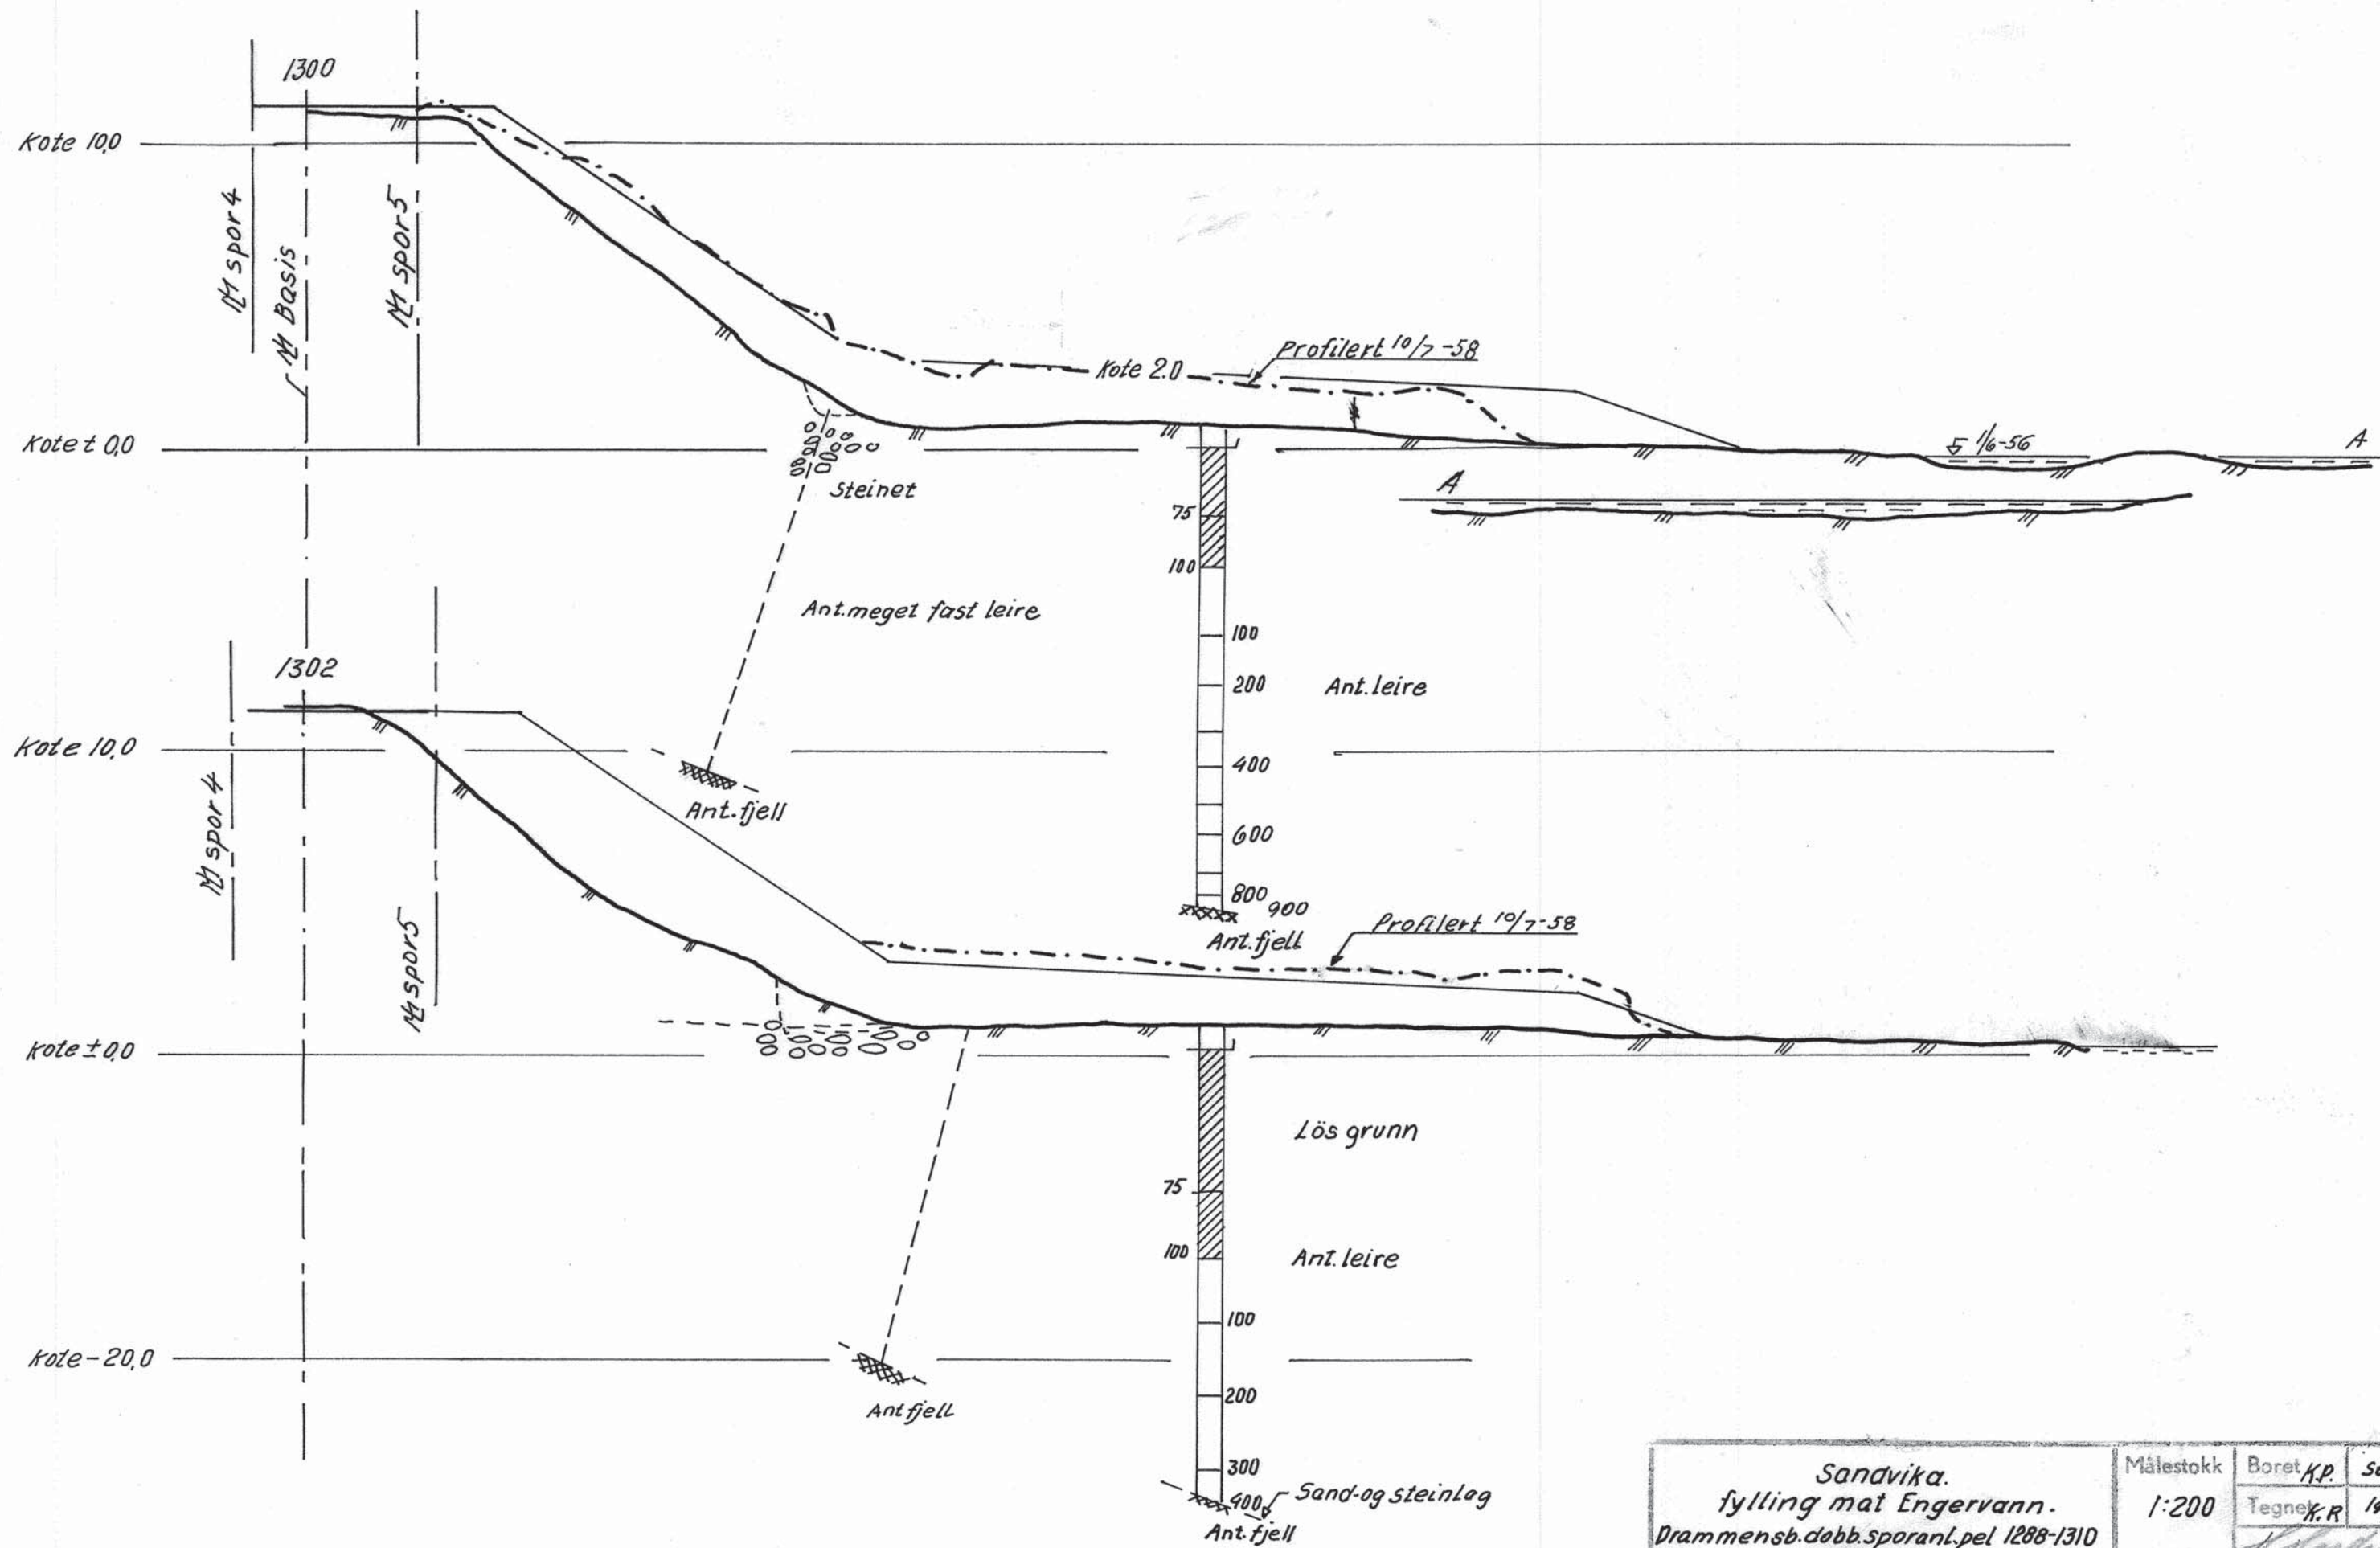 1300
Kote 10,0
M spor 4
M Basis
M spor 5
Profilert 10/7-58
Kote 2.0
Kote ± 0,0
1/6-56
A
A
Steinet
75
100
Ant. meget fast leire
100
200
Ant. leire
400
Ant. fjell
600
800
900
Ant. fjell
1302
Kote 10,0
M spor 4
M spor 5
Profilert 10/7-58
Kote ± 0,0
Lös grunn
75
100
Ant. leire
100
Kote - 20,0
200
Ant fjell
300
400
Sand-og steinlag
Ant. fjell
Sandvika.
fylling mot Engervann.
Drammensb. dobb. sporanl. pel 1288-1310
Målestokk
1:200
Boret K.P.
Tegnet K.R